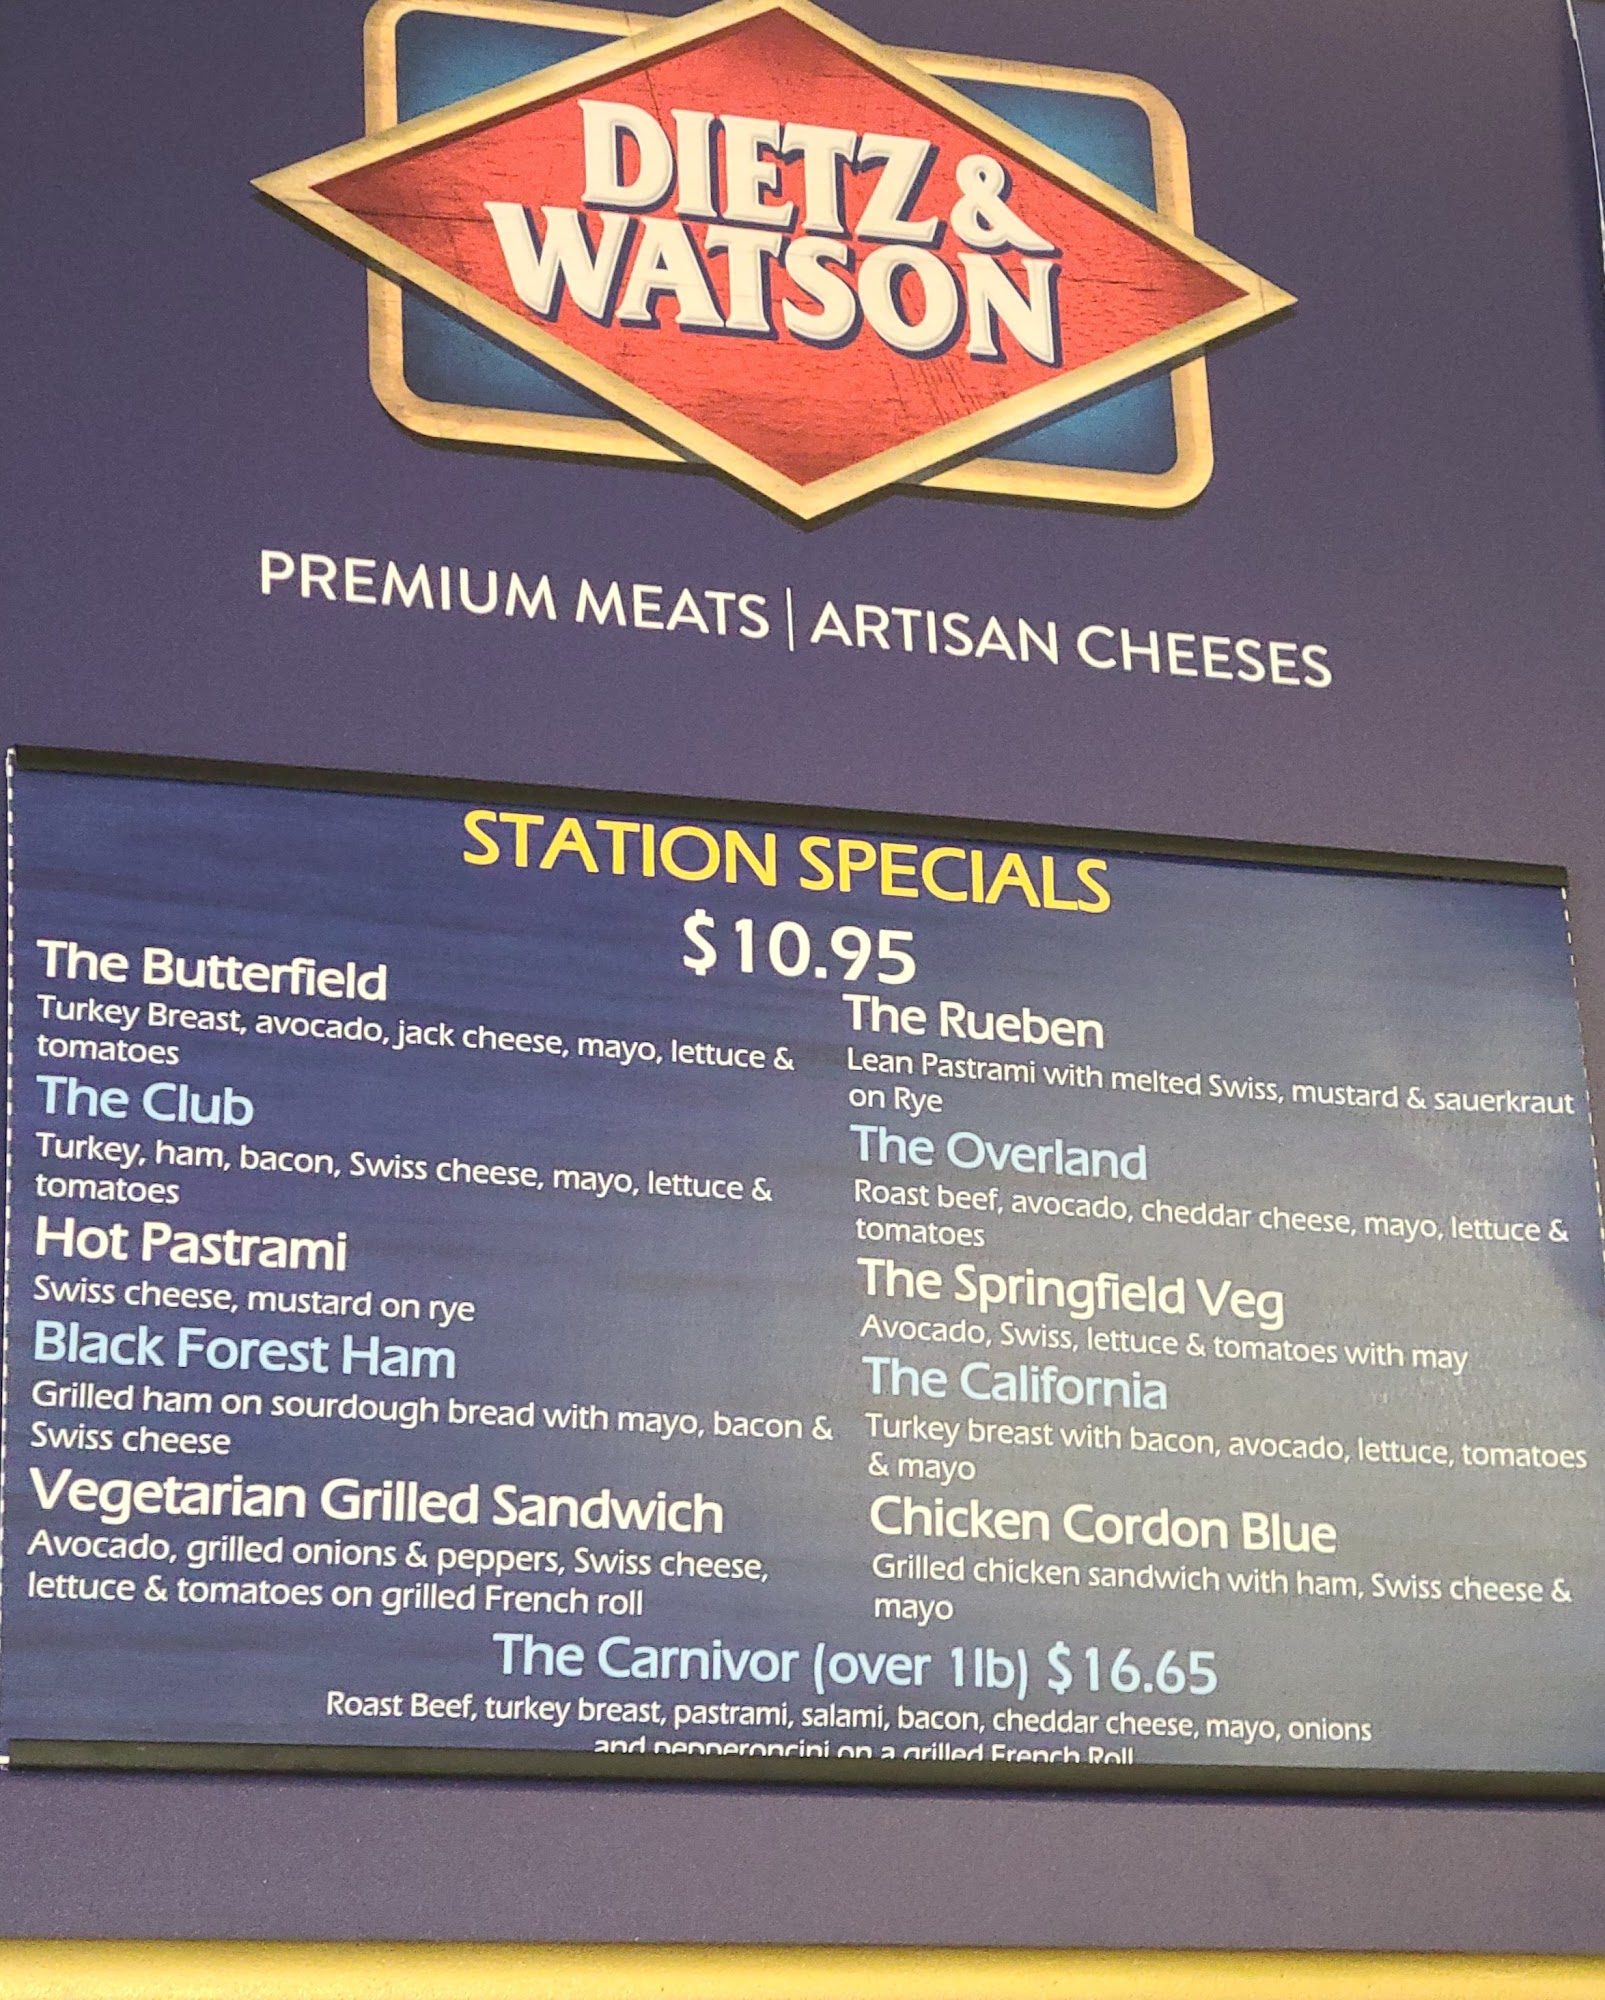 DIETZ &
WATSON
PREMIUM MEATS | ARTISAN CHEESES
STATION SPECIALS
$10.95
The Butterfield
Turkey Breast, avocado, jack cheese, mayo, lettuce &
tomatoes
The Club
Turkey, ham, bacon, Swiss cheese, mayo, lettuce &
tomatoes
Hot Pastrami
Swiss cheese, mustard on rye
Black Forest Ham
Grilled ham on sourdough bread with mayo, bacon &
Swiss cheese
Vegetarian Grilled Sandwich
Avocado, grilled onions & peppers, Swiss cheese,
lettuce & tomatoes on grilled French roll
The Rueben
Lean Pastrami with melted Swiss, mustard & sauerkraut
on Rye
The Overland
Roast beef, avocado, cheddar cheese, mayo, lettuce &
tomatoes
The Springfield Veg
Avocado, Swiss, lettuce & tomatoes with may
The California
Turkey breast with bacon, avocado, lettuce, tomatoes
& mayo
Chicken Cordon Blue
Grilled chicken sandwich with ham, Swiss cheese &
mayo
The Carnivor (over 1lb) $16.65
Roast Beef, turkey breast, pastrami, salami, bacon, cheddar cheese, mayo, onions
and pepperoncini on a grilled French Roll